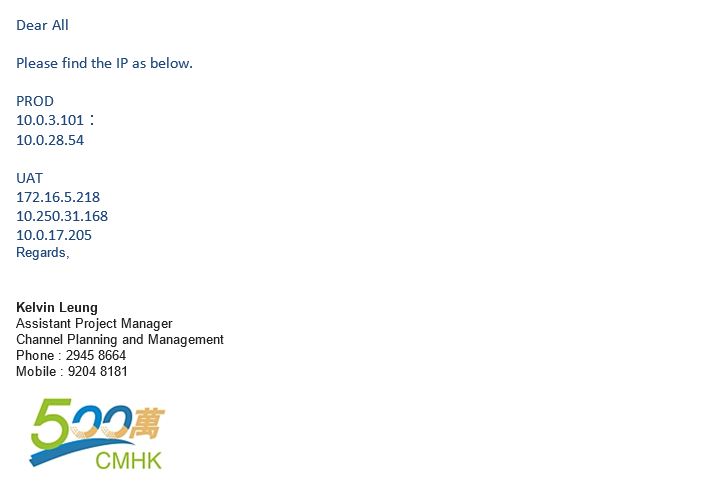 Dear All
Please find the IP as below.
PROD
10.0.3.101：
10.0.28.54
UAT
172.16.5.218
10.250.31.168
10.0.17.205
Regards,
Kelvin Leung
Assistant Project Manager
Channel Planning and Management
Phone : 2945 8664
Mobile : 9204 8181
500萬
CMHK